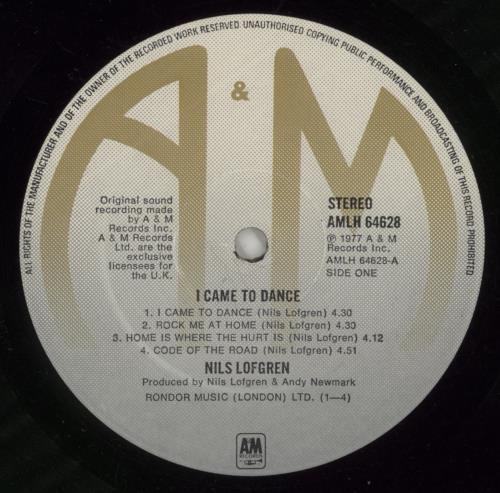 ALL RIGHTS OF THE MANUFACTURER AND OF THE OWNER OF THE RECORDED WORK RESERVED. UNAUTHORISED COPYING PUBLIC PERFORMANCE AND BROADCASTING OF THIS RECORD PROHIBITED
A & M
Original sound
recording made
by A & M
Records Inc.
A & M Records
Ltd. are the
exclusive
licensees for
the U.K.
STEREO
AMLH 64628
℗ 1977 A & M
Records Inc.
AMLH 64628-A
SIDE ONE
I CAME TO DANCE
1. I CAME TO DANCE (Nils Lofgren) 4.30
2. ROCK ME AT HOME (Nils Lofgren) 4.30
3. HOME IS WHERE THE HURT IS (Nils Lofgren) 4.12
4. CODE OF THE ROAD (Nils Lofgren) 4.51
NILS LOFGREN
Produced by Nils Lofgren & Andy Newmark
RONDOR MUSIC (LONDON) LTD. (1—4)
A&M
RECORDS